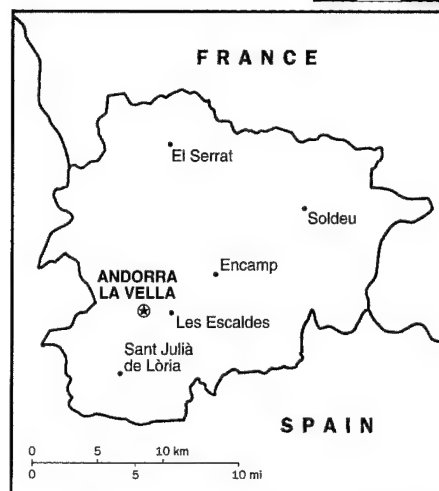 FRANCE
El Serrat
Soldeu
Encamp
ANDORRA
LA VELLA
Les Escaldes
Sant Julià
de Lòria
SPAIN
0 5 10 km
0 5 10 mi